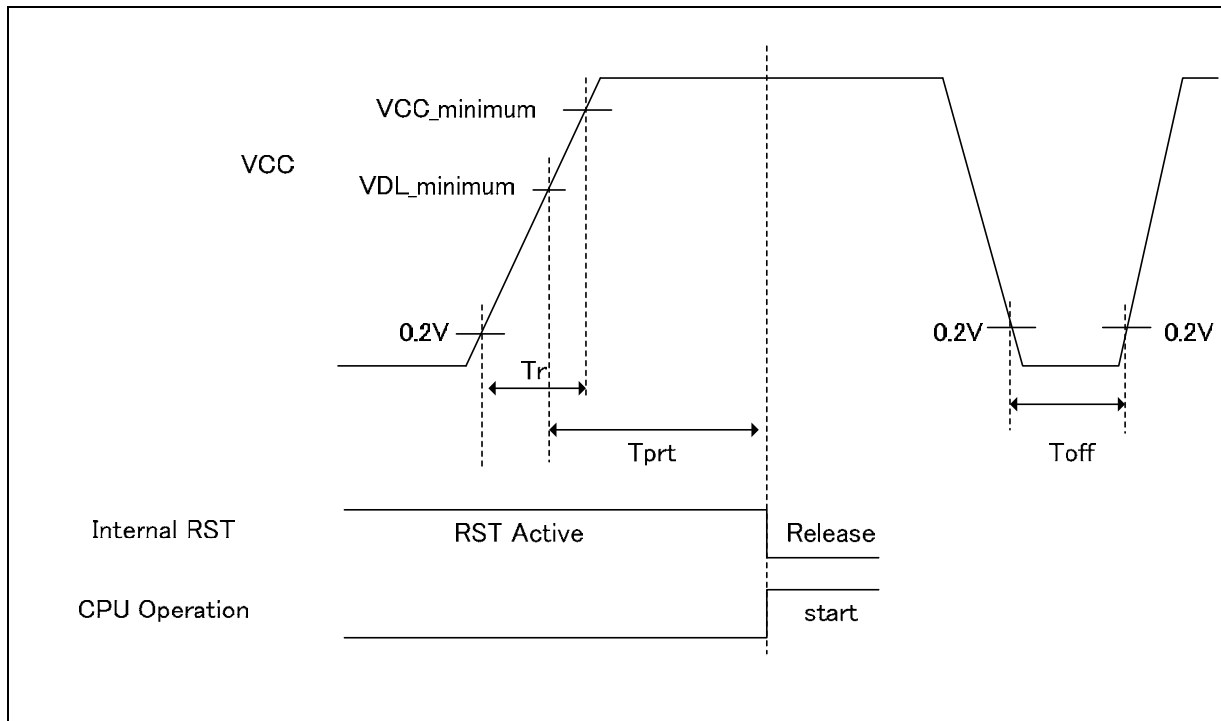 VCC_minimum
VCC
VDL_minimum
0.2V
0.2V
0.2V
Tr
Tprt
Toff
Internal RST
RST Active
Release
CPU Operation
start